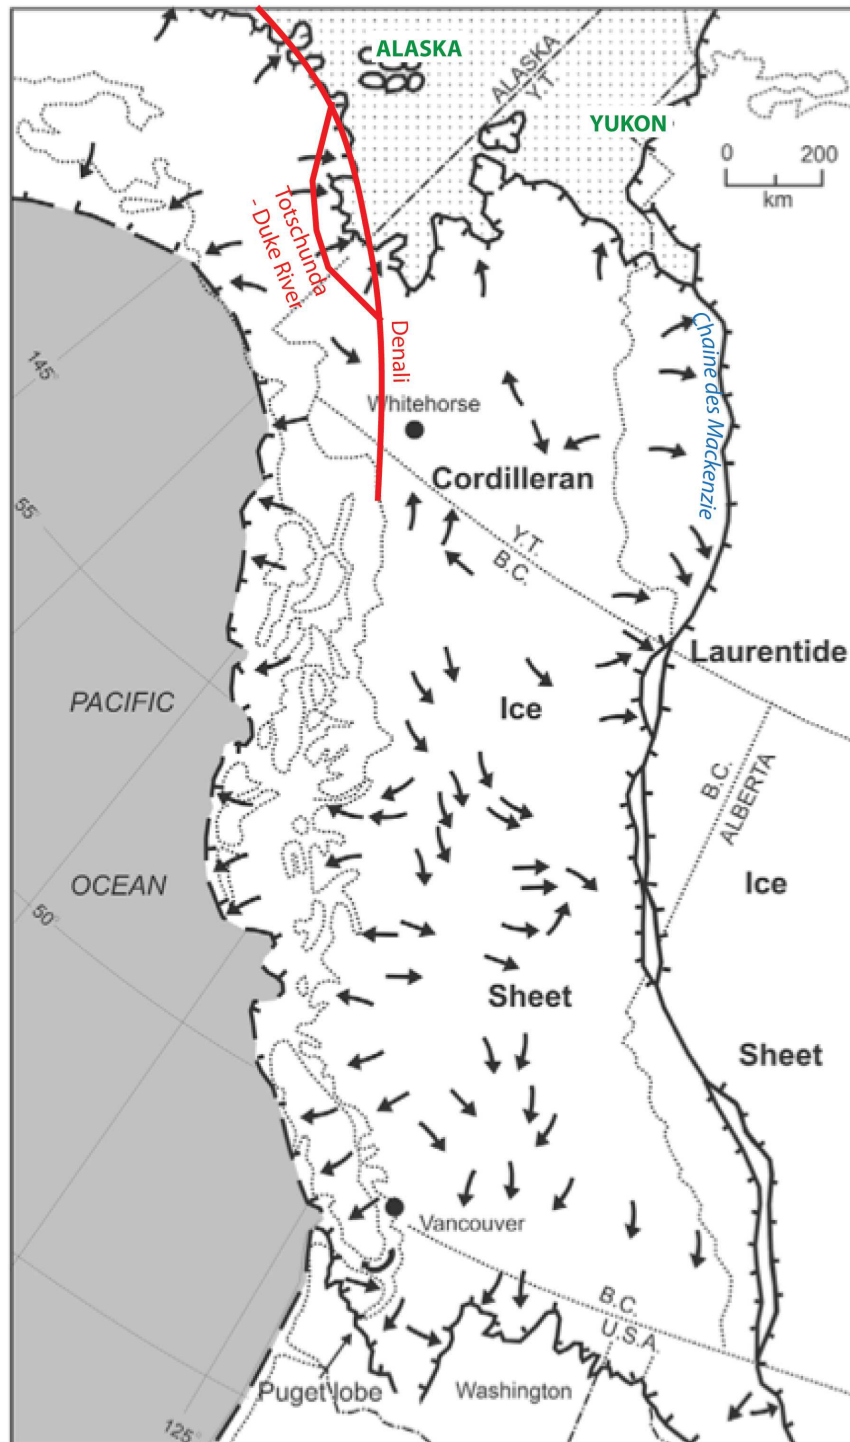 ALASKA
ALASKA
Y.T.
YUKON
0 200
km
Totschunda
- Duke River
Denali
Chaine des Mackenzie
145°
Whitehorse
Cordilleran
55
Y.T.
B.C.
Laurentide
PACIFIC
Ice
B.C.
ALBERTA
OCEAN
Ice
50°
Sheet
Sheet
Vancouver
B.C.
U.S.A.
Puget lobe
Washington
125°